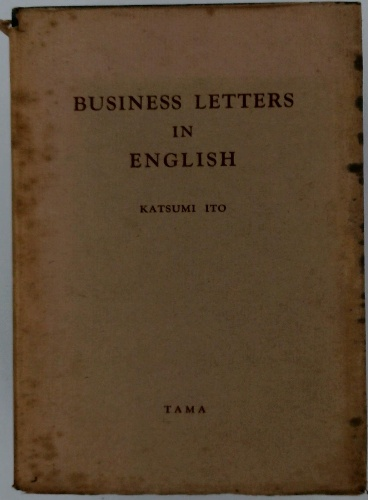 BUSINESS LETTERS
IN
ENGLISH
KATSUMI ITO
TAMA